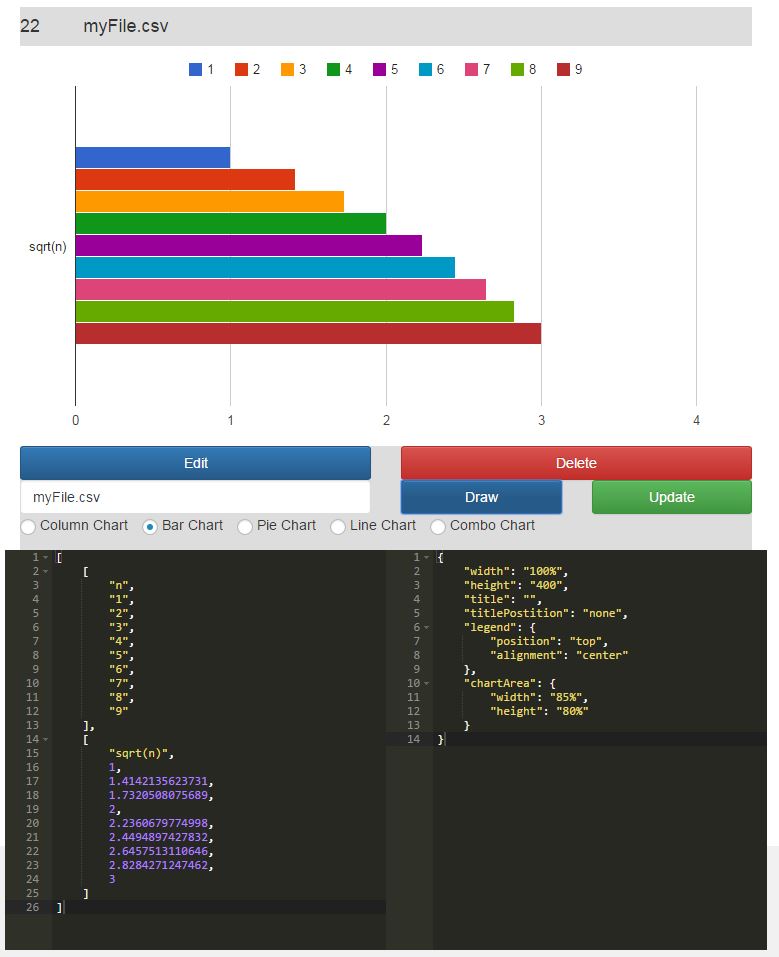 22 myFile.csv
1 2 3 4 5 6 7 8 9
sqrt(n)
0 1 2 3 4
Edit Delete
myFile.csv Draw Update
Column Chart Bar Chart Pie Chart Line Chart Combo Chart
1 [
2 [
3 "n",
4 "1",
5 "2",
6 "3",
7 "4",
8 "5",
9 "6",
10 "7",
11 "8",
12 "9"
13 ],
14 [
15 "sqrt(n)",
16 1,
17 1.4142135623731,
18 1.7320508075689,
19 2,
20 2.2360679774998,
21 2.4494897427832,
22 2.6457513110646,
23 2.8284271247462,
24 3
25 ]
26 ]
1 {
2 "width": "100%",
3 "height": "400",
4 "title": "",
5 "titlePostition": "none",
6 "legend": {
7 "position": "top",
8 "alignment": "center"
9 },
10 "chartArea": {
11 "width": "85%",
12 "height": "80%"
13 }
14 }